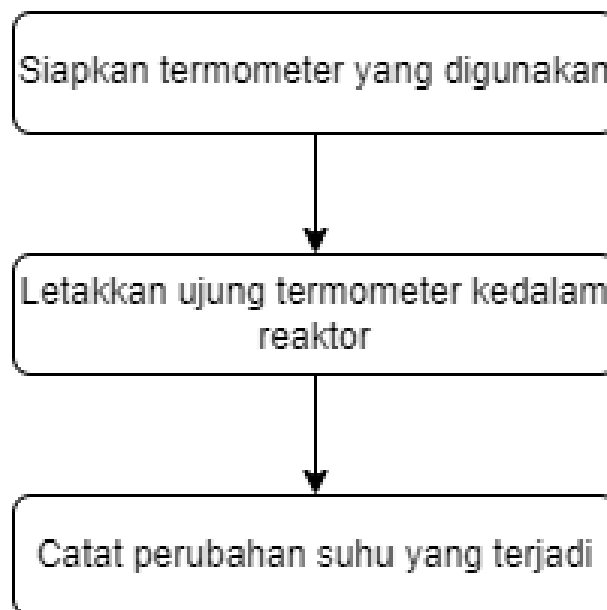 Siapkan termometer yang digunakan
Letakkan ujung termometer kedalam
reaktor
Catat perubahan suhu yang terjadi